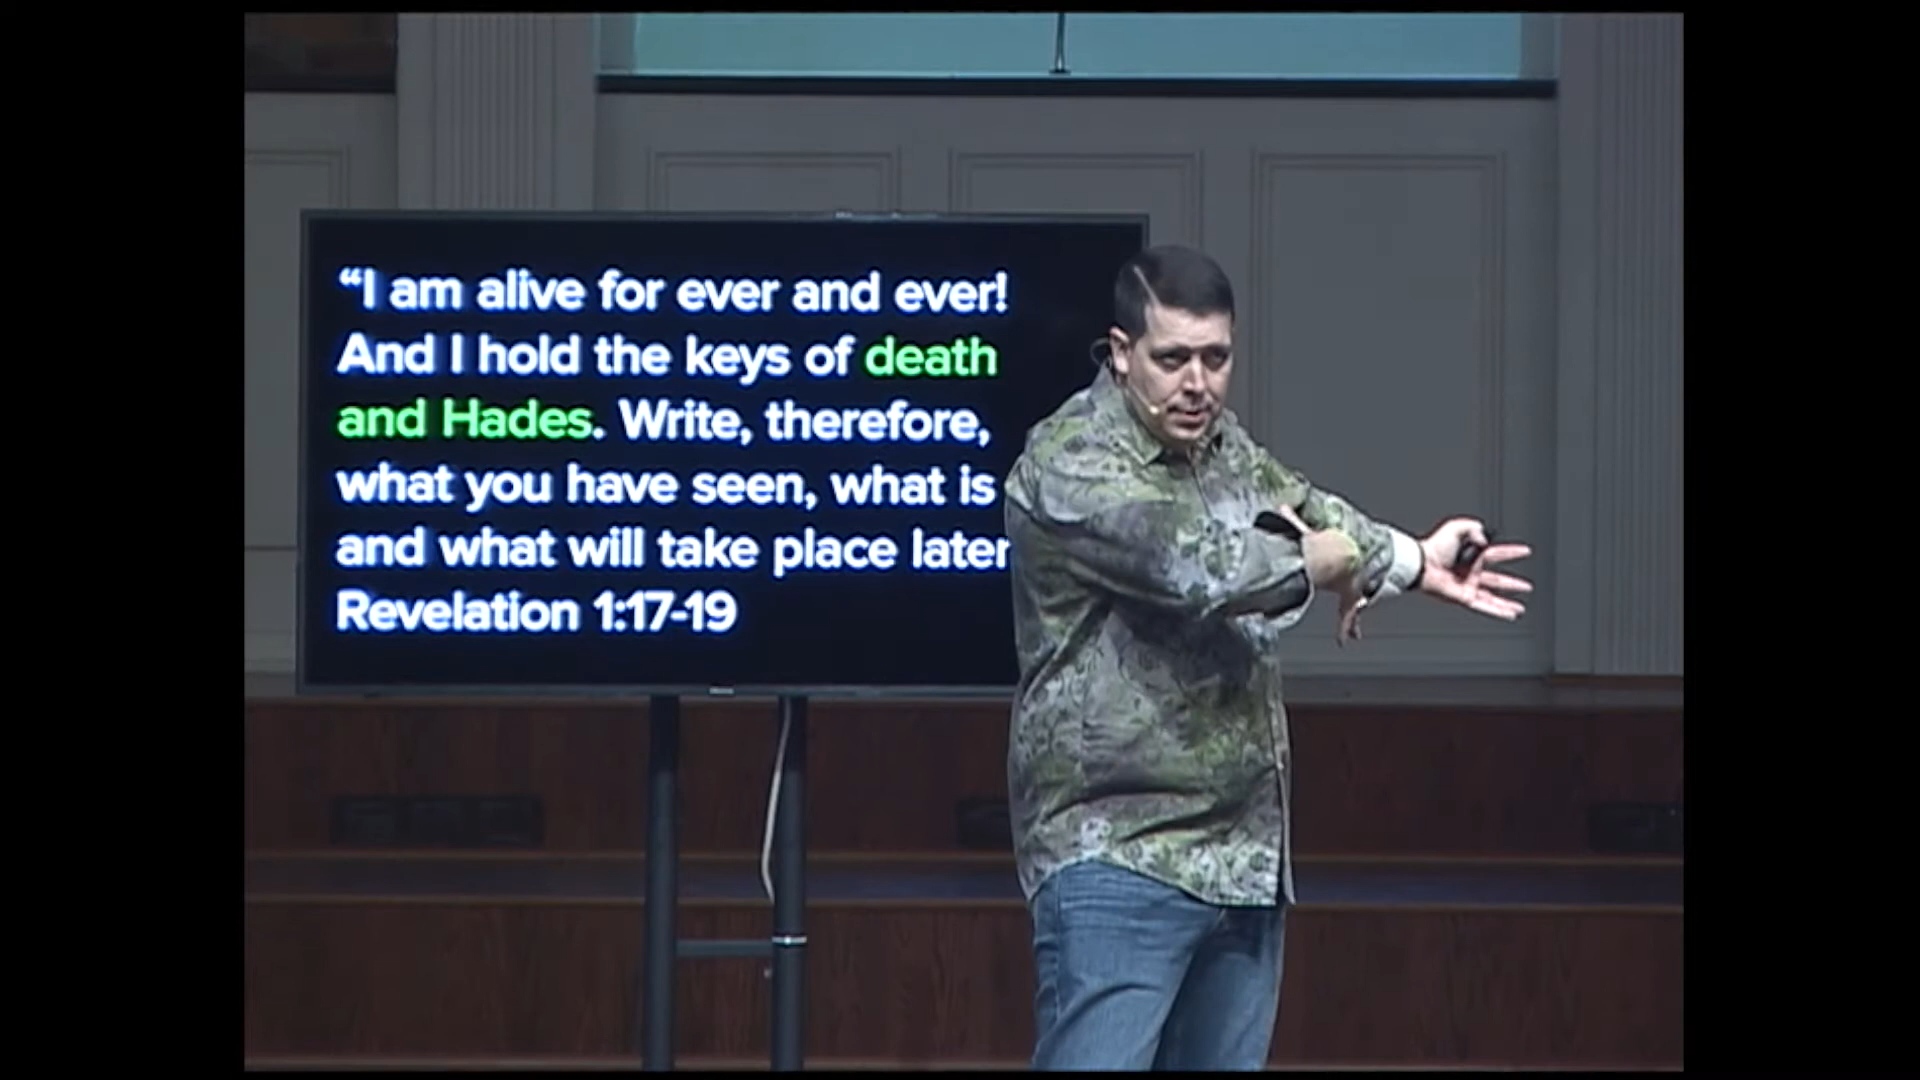 “I am alive for ever and ever!
And I hold the keys of death
and Hades. Write, therefore,
what you have seen, what is
and what will take place later
Revelation 1:17-19